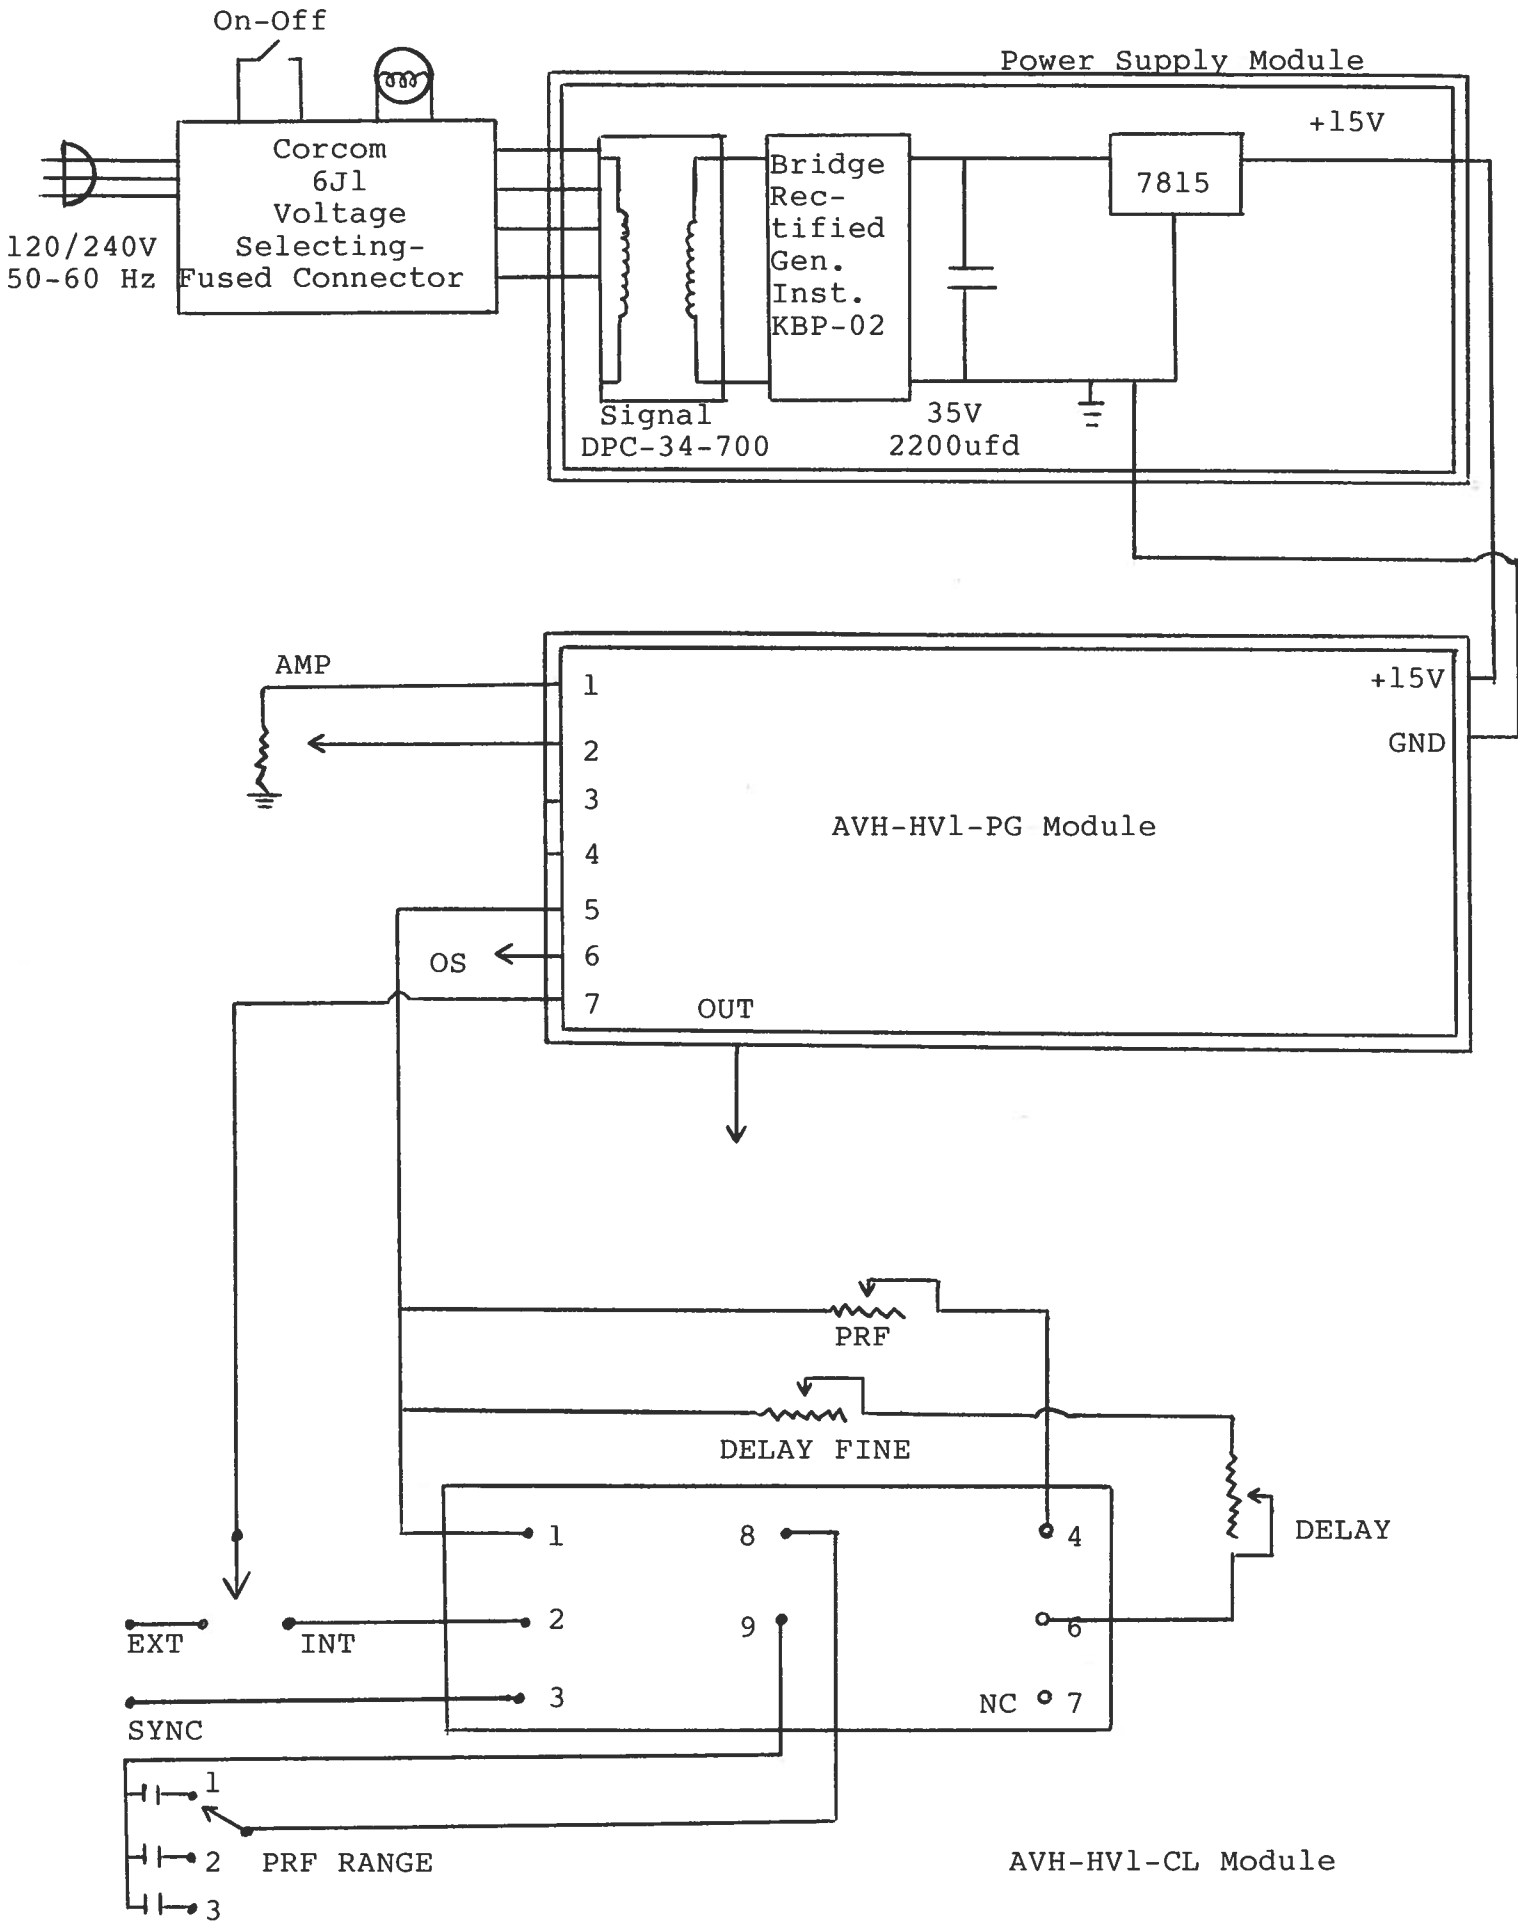 On-Off
Power Supply Module
+15V
Corcom
6J1
Voltage
Selecting-
Fused Connector
120/240V
50-60 Hz
Bridge
Rec-
tified
Gen.
Inst.
KBP-02
7815
Signal
DPC-34-700
35V
2200ufd
AMP
1
2
3
4
5
6
7
OS
OUT
+15V
GND
AVH-HV1-PG Module
PRF
DELAY FINE
DELAY
1
8
4
2
9
6
3
NC
7
EXT
INT
SYNC
1
2
3
PRF RANGE
AVH-HV1-CL Module